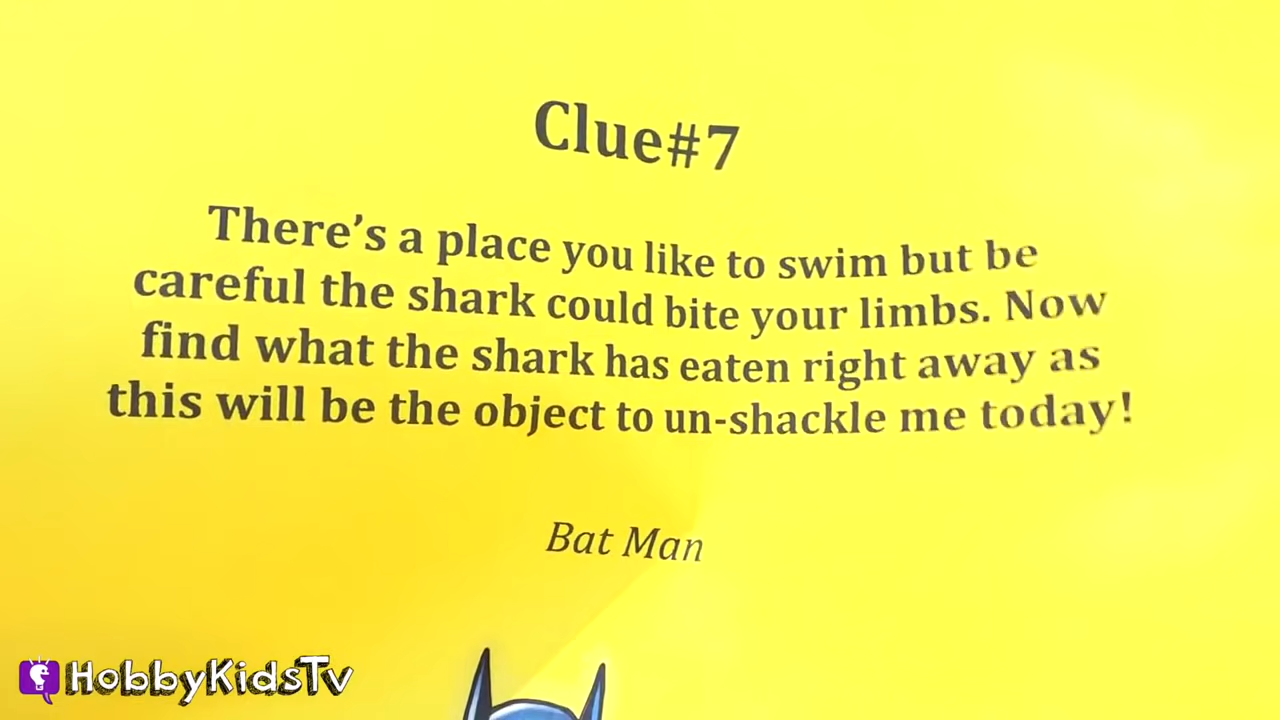 Clue#7
There's a place you like to swim but be
careful the shark could bite your limbs. Now
find what the shark has eaten right away as
this will be the object to un-shackle me today!
Bat Man
HobbyKidsTv